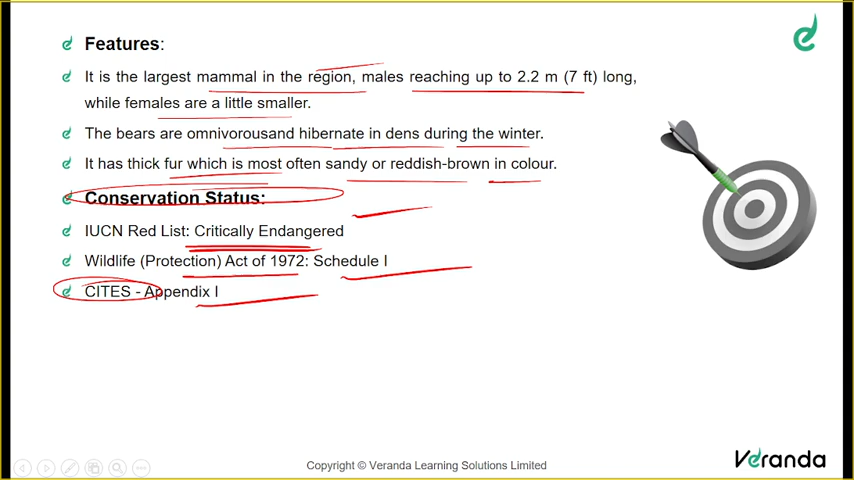 Features:
It is the largest mammal in the region, males reaching up to 2.2 m (7 ft) long,
while females are a little smaller.
The bears are omnivorousand hibernate in dens during the winter.
It has thick fur which is most often sandy or reddish-brown in colour.
Conservation Status:
IUCN Red List: Critically Endangered
Wildlife (Protection) Act of 1972: Schedule I
CITES - Appendix I
Copyright © Veranda Learning Solutions Limited
Veranda